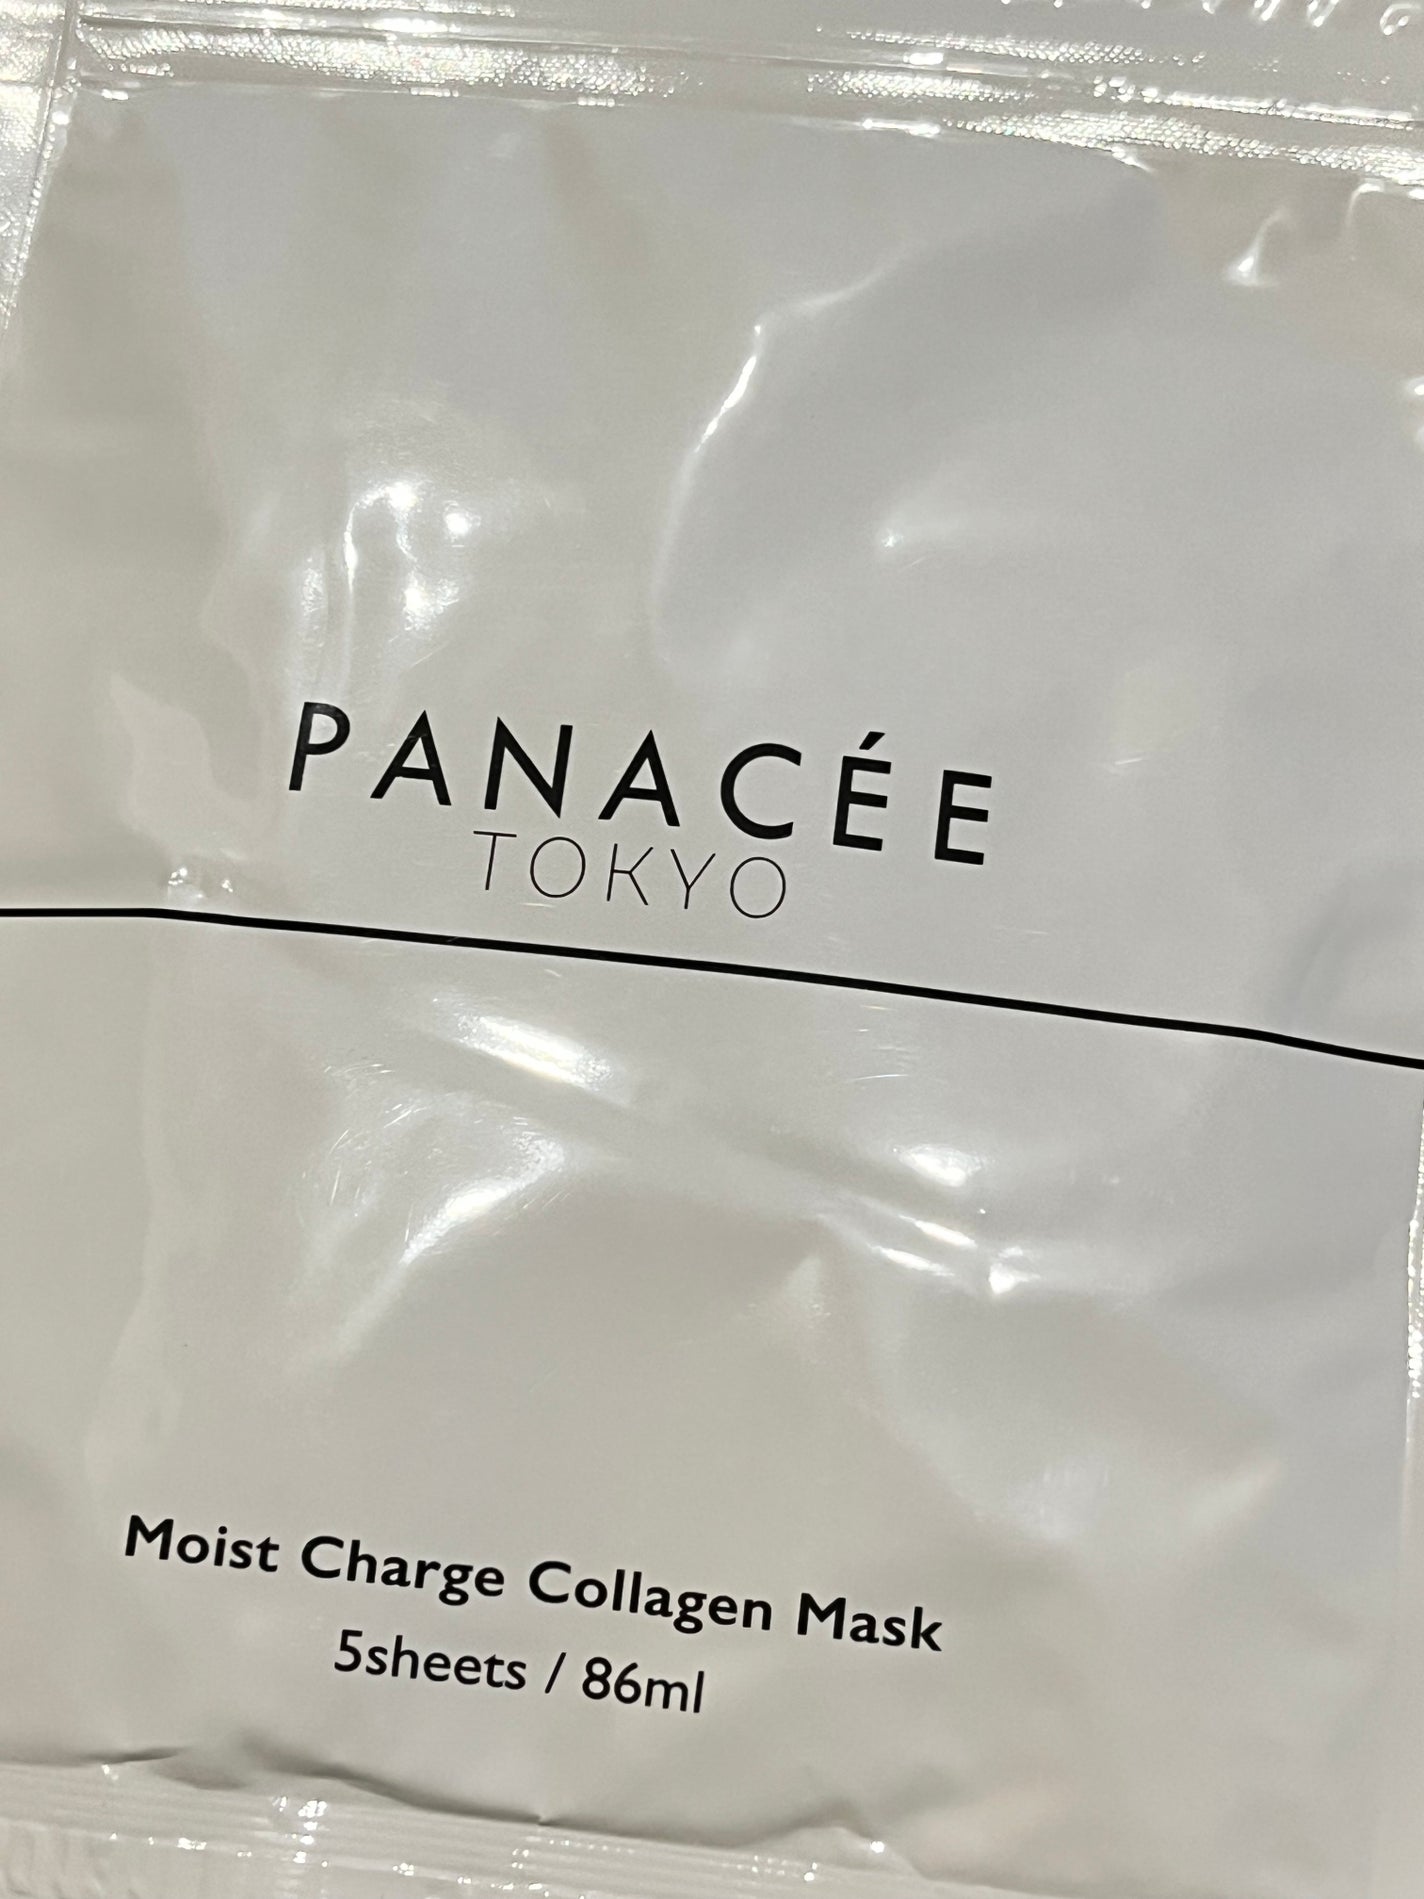 PANACÉE
TOKYO
Moist Charge Collagen Mask
5sheets / 86ml